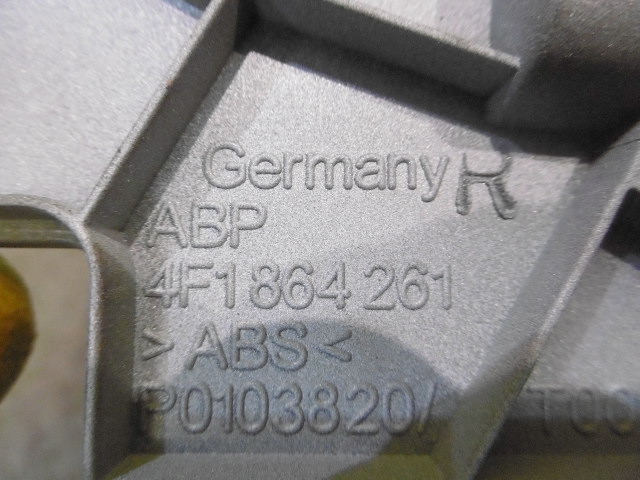 Germany R
ABP
4F1 864 261
> ABS <
P0103820/